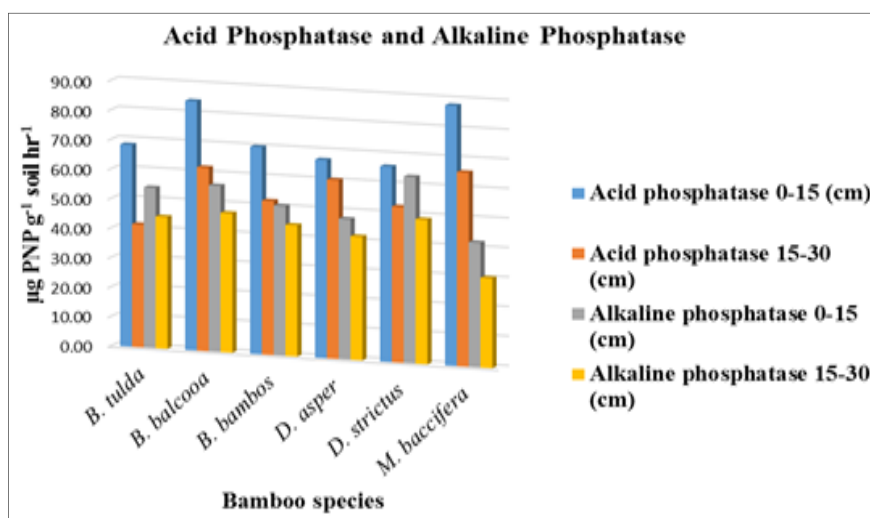 Acid Phosphatase and Alkaline Phosphatase
µg PNP g⁻¹ soil hr⁻¹
90.00
80.00
70.00
60.00
50.00
40.00
30.00
20.00
10.00
0.00
B. tulda
B. balcooa
B. bambos
D. asper
D. strictus
M. baccifera
Bamboo species
Acid phosphatase 0-15 (cm)
Acid phosphatase 15-30
(cm)
Alkaline phosphatase 0-15
(cm)
Alkaline phosphatase 15-30
(cm)